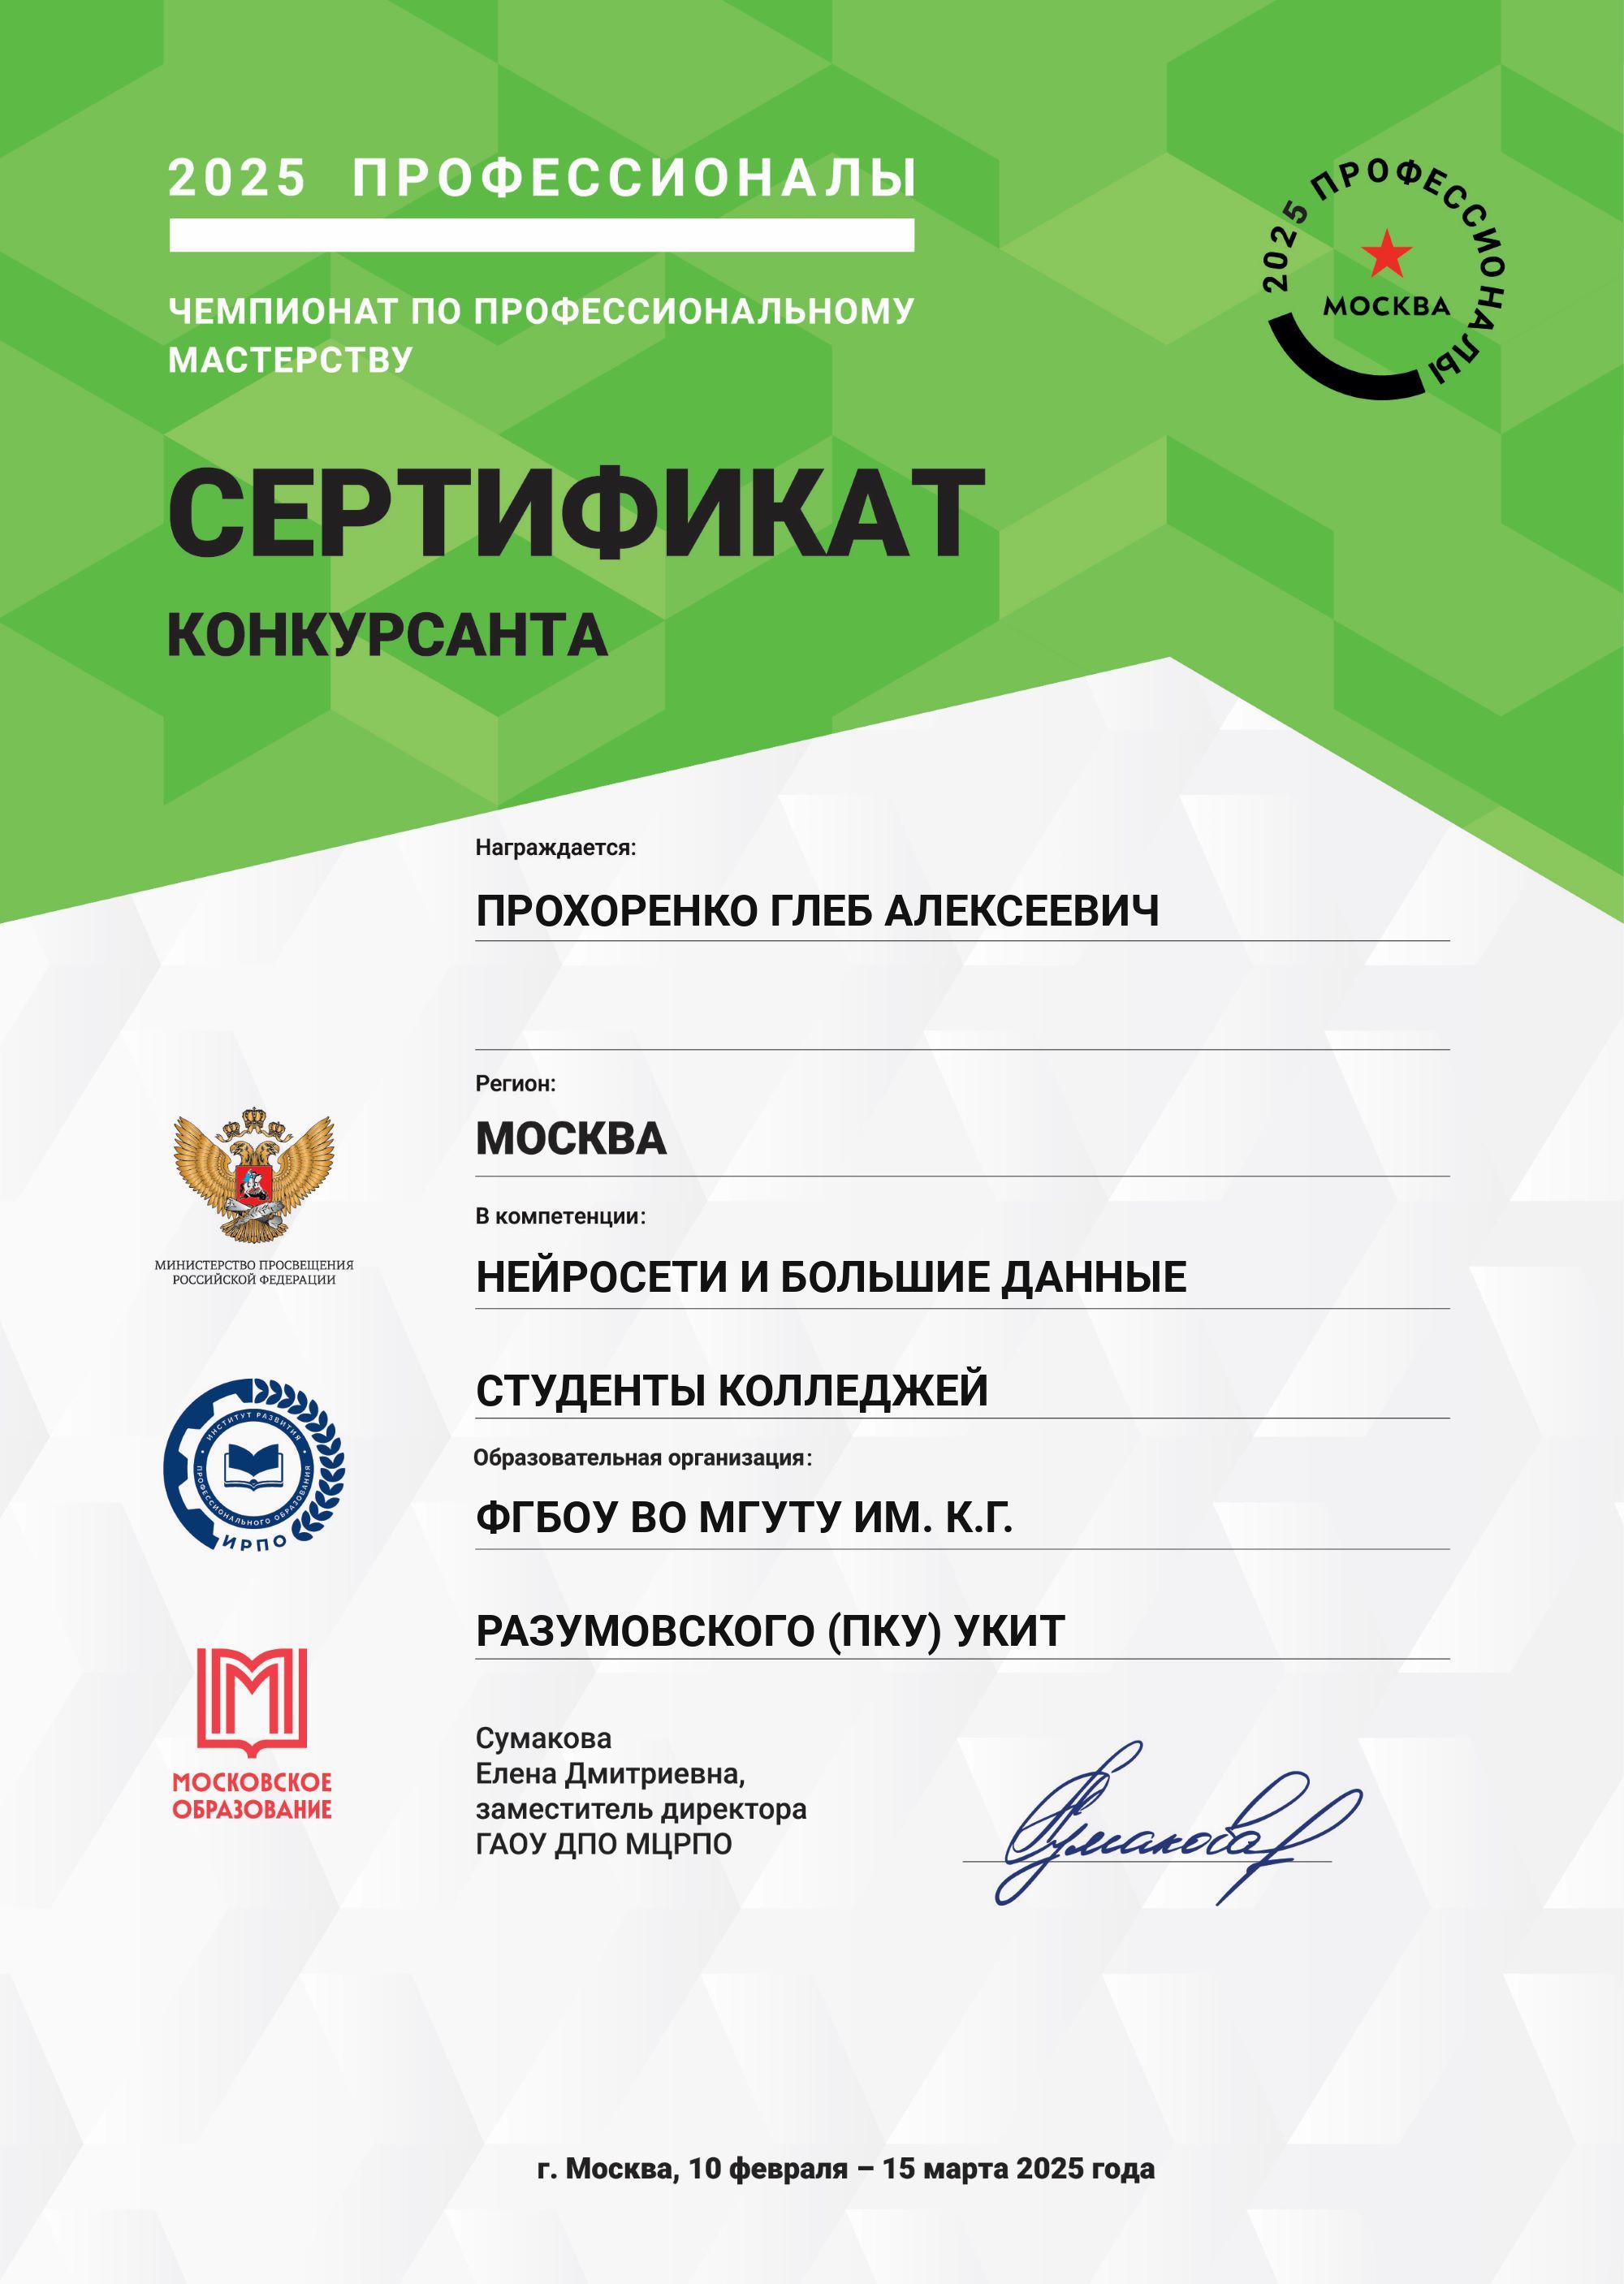 2025 ПРОФЕССИОНАЛЫ
ЧЕМПИОНАТ ПО ПРОФЕССИОНАЛЬНОМУ
МАСТЕРСТВУ
2025 ПРОФЕССИОНАЛЫ
МОСКВА
СЕРТИФИКАТ
КОНКУРСАНТА
Награждается:
ПРОХОРЕНКО ГЛЕБ АЛЕКСЕЕВИЧ
Регион:
МОСКВА
В компетенции:
НЕЙРОСЕТИ И БОЛЬШИЕ ДАННЫЕ
СТУДЕНТЫ КОЛЛЕДЖЕЙ
Образовательная организация:
ФГБОУ ВО МГУТУ ИМ. К.Г.
РАЗУМОВСКОГО (ПКУ) УКИТ
МИНИСТЕРСТВО ПРОСВЕЩЕНИЯ
РОССИЙСКОЙ ФЕДЕРАЦИИ
ИНСТИТУТ РАЗВИТИЯ
ПРОФЕССИОНАЛЬНОГО ОБРАЗОВАНИЯ
ИРПО
МОСКОВСКОЕ
ОБРАЗОВАНИЕ
Сумакова
Елена Дмитриевна,
заместитель директора
ГАОУ ДПО МЦРПО
Сумакова
г. Москва, 10 февраля – 15 марта 2025 года